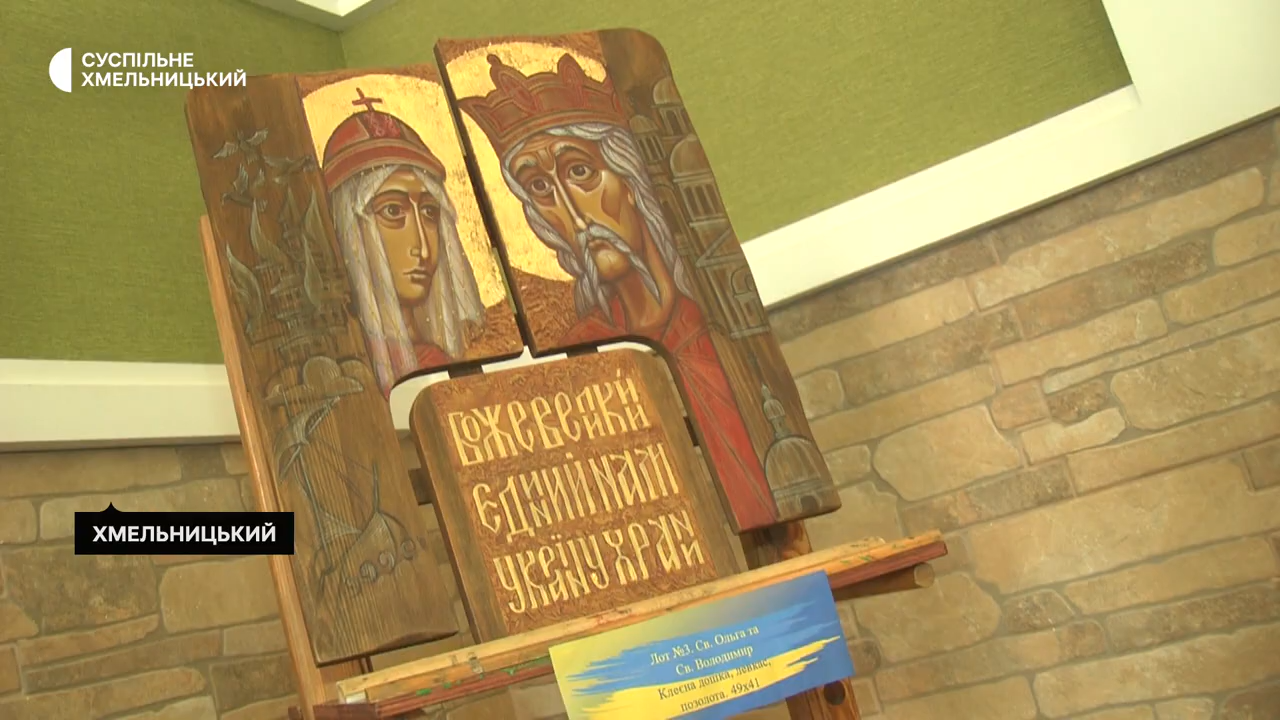 СУСПІЛЬНЕ
ХМЕЛЬНИЦЬКИЙ
БОЖЕ ВЕЛИКИЙ
ЄДИНИЙ НАМ
УКРАЇНУ ХРАНИ
ХМЕЛЬНИЦЬКИЙ
Лот №3. Св. Ольга та
Св. Володимир
Клеєна дошка, левкас,
позолота. 49х41